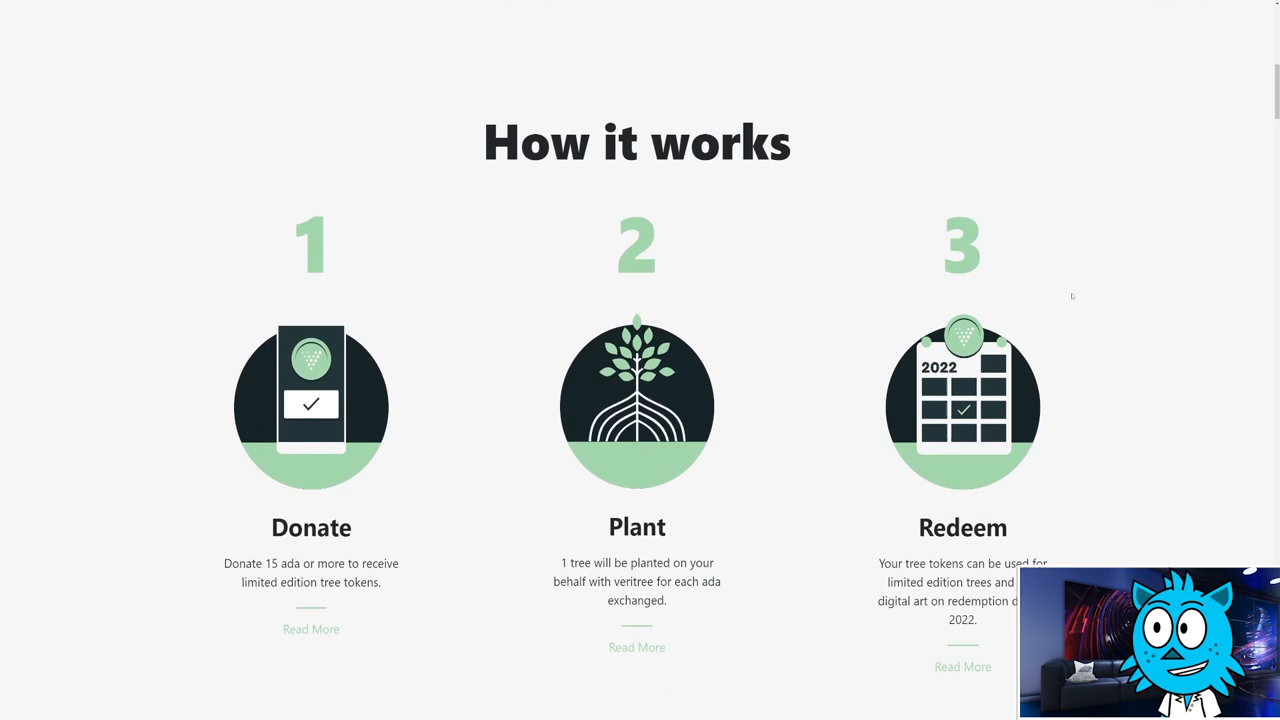 How it works
1
2
3
2022
Donate
Donate 15 ada or more to receive
limited edition tree tokens.
Read More
Plant
1 tree will be planted on your
behalf with veritree for each ada
exchanged.
Read More
Redeem
Your tree tokens can be used for
limited edition trees and
digital art on redemption
2022.
Read More